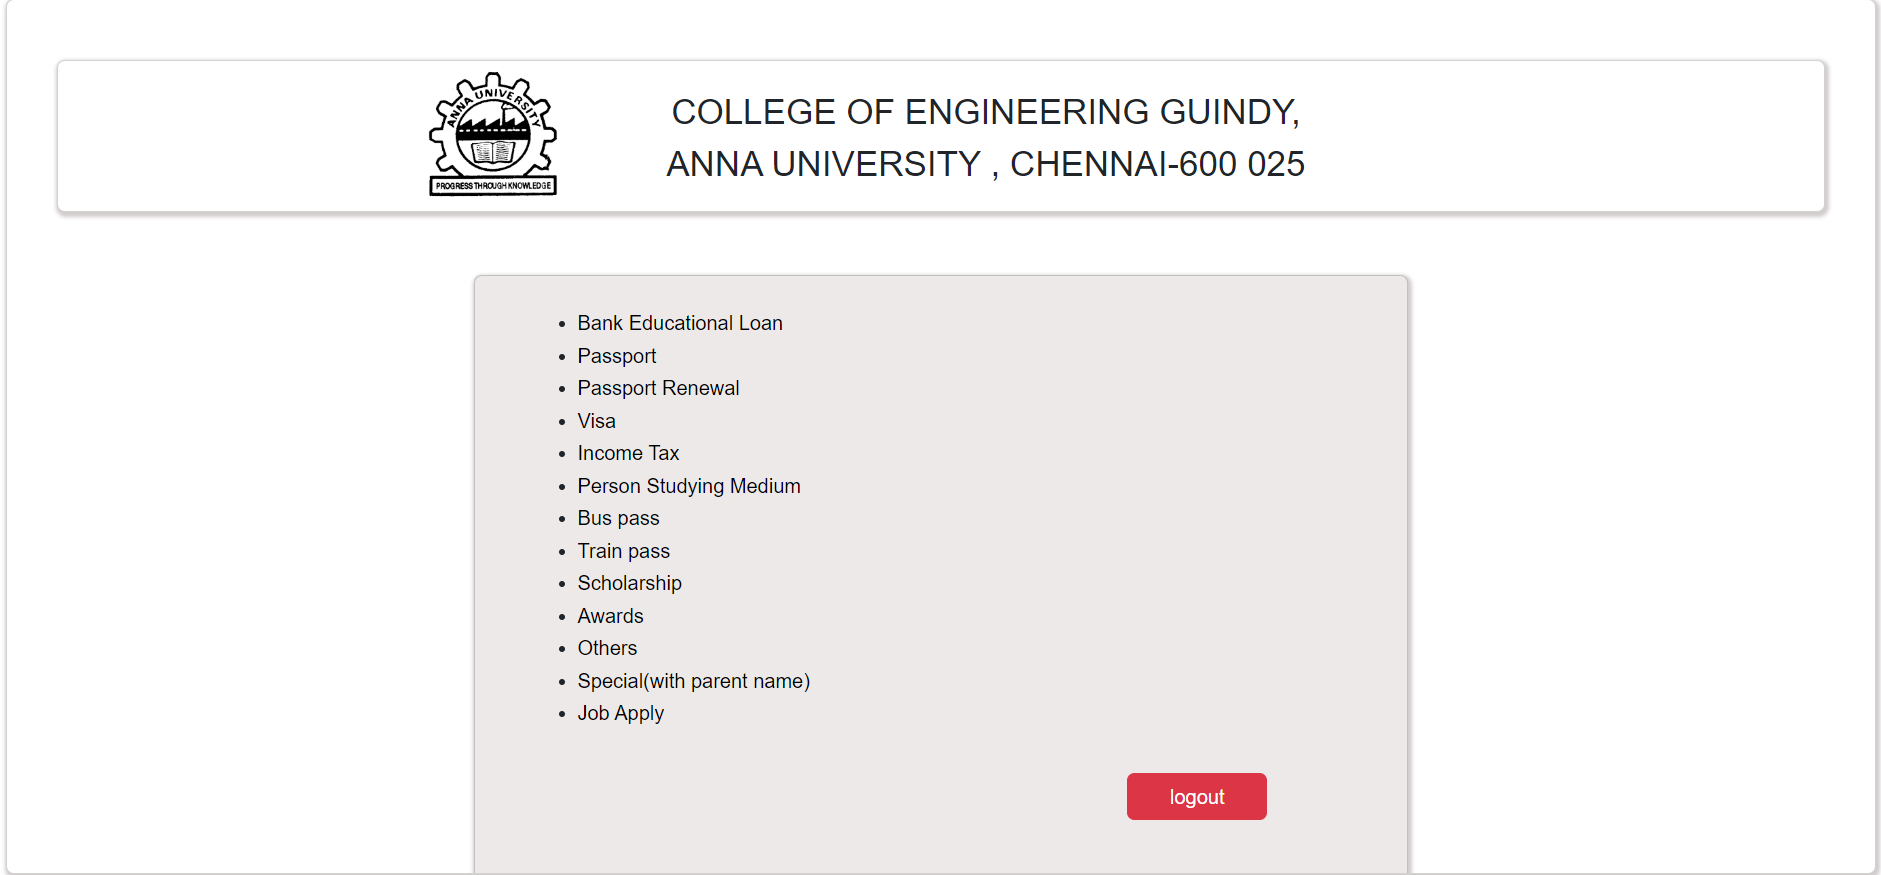 ANNA UNIVERSITY
PROGRESS THROUGH KNOWLEDGE
COLLEGE OF ENGINEERING GUINDY,
ANNA UNIVERSITY , CHENNAI-600 025
Bank Educational Loan
Passport
Passport Renewal
Visa
Income Tax
Person Studying Medium
Bus pass
Train pass
Scholarship
Awards
Others
Special(with parent name)
Job Apply
logout